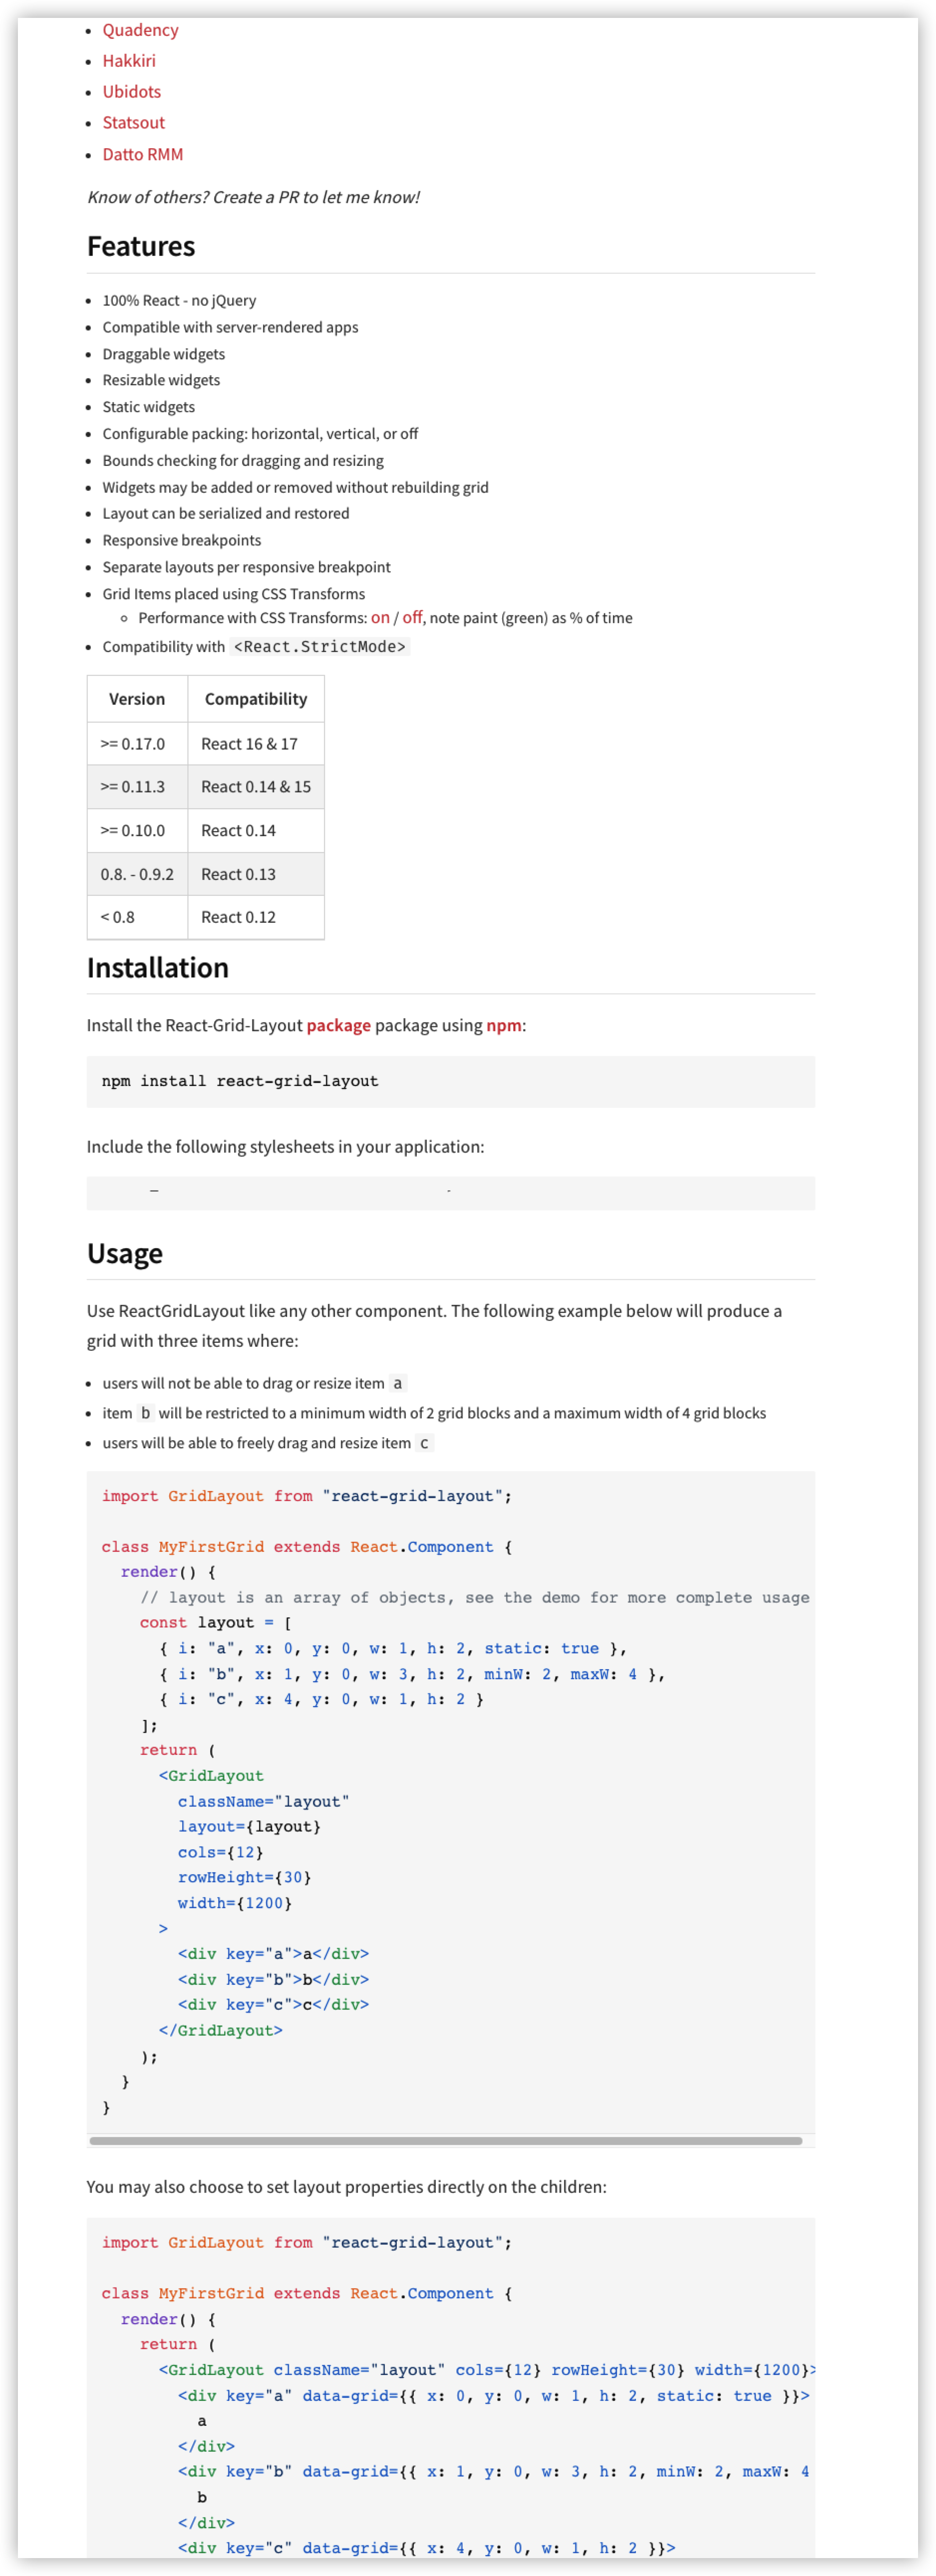 Quadency
Hakkiri
Ubidots
Statsout
Datto RMM
Know of others? Create a PR to let me know!
Features
100% React - no jQuery
Compatible with server-rendered apps
Draggable widgets
Resizable widgets
Static widgets
Configurable packing: horizontal, vertical, or off
Bounds checking for dragging and resizing
Widgets may be added or removed without rebuilding grid
Layout can be serialized and restored
Responsive breakpoints
Separate layouts per responsive breakpoint
Grid Items placed using CSS Transforms
Performance with CSS Transforms: on / off, note paint (green) as % of time
Compatibility with <React.StrictMode>
Version Compatibility
>= 0.17.0 React 16 & 17
>= 0.11.3 React 0.14 & 15
>= 0.10.0 React 0.14
0.8. - 0.9.2 React 0.13
< 0.8 React 0.12
Installation
Install the React-Grid-Layout package package using npm:
npm install react-grid-layout
Include the following stylesheets in your application:
Usage
Use ReactGridLayout like any other component. The following example below will produce a
grid with three items where:
users will not be able to drag or resize item a
item b will be restricted to a minimum width of 2 grid blocks and a maximum width of 4 grid blocks
users will be able to freely drag and resize item c
import GridLayout from "react-grid-layout";
class MyFirstGrid extends React.Component {
  render() {
    // layout is an array of objects, see the demo for more complete usage
    const layout = [
      { i: "a", x: 0, y: 0, w: 1, h: 2, static: true },
      { i: "b", x: 1, y: 0, w: 3, h: 2, minW: 2, maxW: 4 },
      { i: "c", x: 4, y: 0, w: 1, h: 2 }
    ];
    return (
      <GridLayout
        className="layout"
        layout={layout}
        cols={12}
        rowHeight={30}
        width={1200}
      >
        <div key="a">a</div>
        <div key="b">b</div>
        <div key="c">c</div>
      </GridLayout>
    );
  }
}
You may also choose to set layout properties directly on the children:
import GridLayout from "react-grid-layout";
class MyFirstGrid extends React.Component {
  render() {
    return (
      <GridLayout className="layout" cols={12} rowHeight={30} width={1200}>
        <div key="a" data-grid={{ x: 0, y: 0, w: 1, h: 2, static: true }}>
          a
        </div>
        <div key="b" data-grid={{ x: 1, y: 0, w: 3, h: 2, minW: 2, maxW: 4
          b
        </div>
        <div key="c" data-grid={{ x: 4, y: 0, w: 1, h: 2 }}>